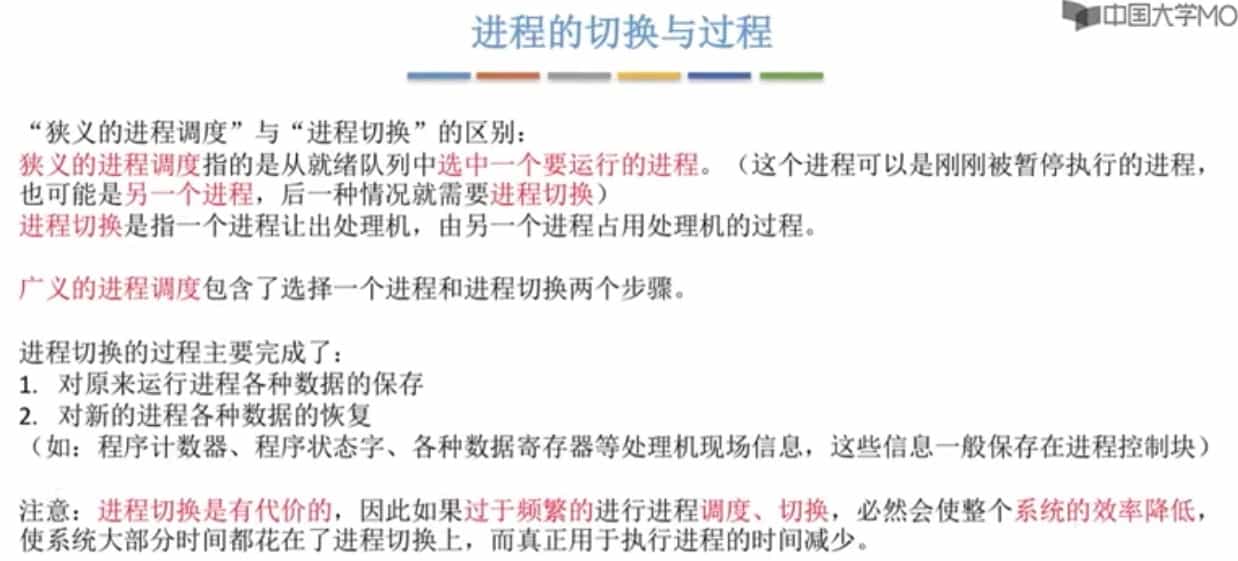 中国大学MO
进程的切换与过程
“狭义的进程调度”与“进程切换”的区别：
狭义的进程调度指的是从就绪队列中选中一个要运行的进程。（这个进程可以是刚刚被暂停执行的进程，
也可能是另一个进程，后一种情况就需要进程切换）
进程切换是指一个进程让出处理机，由另一个进程占用处理机的过程。
广义的进程调度包含了选择一个进程和进程切换两个步骤。
进程切换的过程主要完成了：
1. 对原来运行进程各种数据的保存
2. 对新的进程各种数据的恢复
（如：程序计数器、程序状态字、各种数据寄存器等处理机现场信息，这些信息一般保存在进程控制块）
注意：进程切换是有代价的，因此如果过于频繁的进行进程调度、切换，必然会使整个系统的效率降低，
使系统大部分时间都花在了进程切换上，而真正用于执行进程的时间减少。